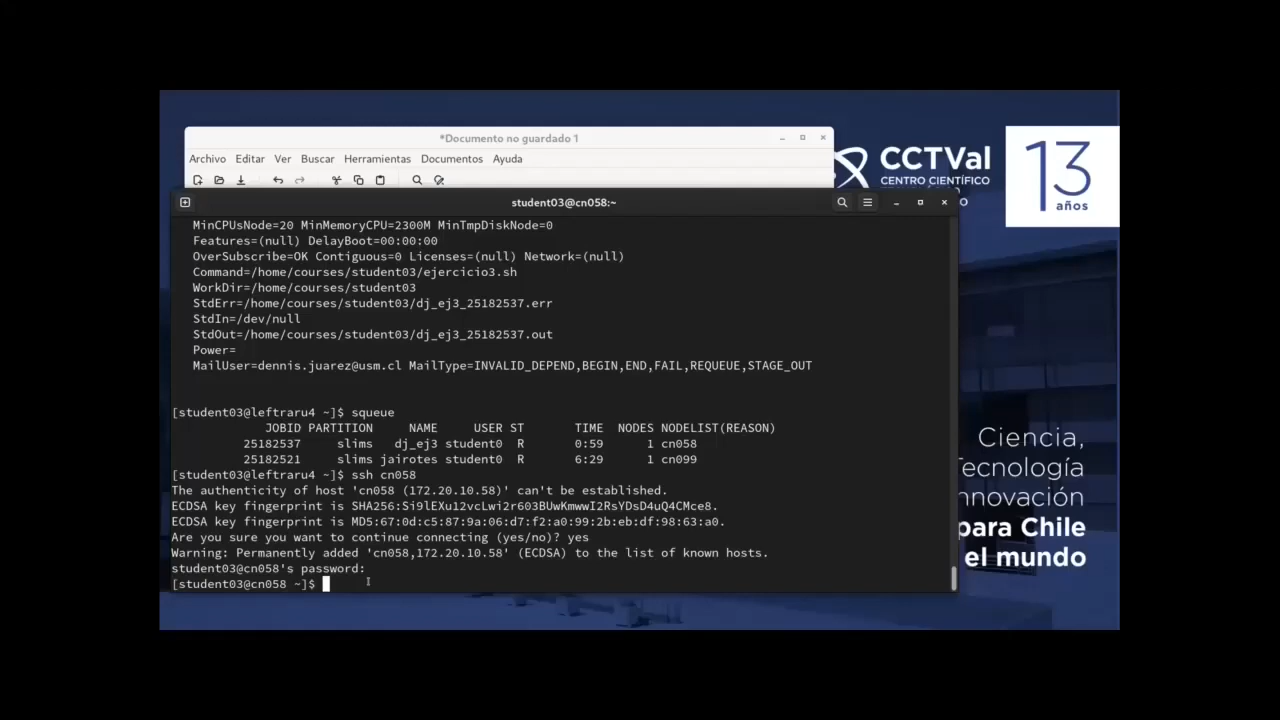 *Documento no guardado 1
Archivo Editar Ver Buscar Herramientas Documentos Ayuda
CCTVal
CENTRO CIENTÍFICO
13
años
student03@cn058:~
MinCPUsNode=20 MinMemoryCPU=2300M MinTmpDiskNode=0
Features=(null) DelayBoot=00:00:00
OverSubscribe=OK Contiguous=0 Licenses=(null) Network=(null)
Command=/home/courses/student03/ejercicio3.sh
WorkDir=/home/courses/student03
StdErr=/home/courses/student03/dj_ej3_25182537.err
StdIn=/dev/null
StdOut=/home/courses/student03/dj_ej3_25182537.out
Power=
MailUser=dennis.juarez@usm.cl MailType=INVALID_DEPEND,BEGIN,END,FAIL,REQUEUE,STAGE_OUT
[student03@leftraru4 ~]$ squeue
JOBID PARTITION NAME USER ST TIME NODES NODELIST(REASON)
25182537 slims dj_ej3 student0 R 0:59 1 cn058
25182521 slims jairotes student0 R 6:29 1 cn099
[student03@leftraru4 ~]$ ssh cn058
The authenticity of host 'cn058 (172.20.10.58)' can't be established.
ECDSA key fingerprint is SHA256:Si9lEXu12vcLwi2r603BUwKmwwI2RsYDsD4uQ4CMce8.
ECDSA key fingerprint is MD5:67:0d:c5:87:9a:06:d7:f2:a0:99:2b:eb:df:98:63:a0.
Are you sure you want to continue connecting (yes/no)? yes
Warning: Permanently added 'cn058,172.20.10.58' (ECDSA) to the list of known hosts.
student03@cn058's password:
[student03@cn058 ~]$
Ciencia,
Tecnología
nnovación
para Chile
el mundo